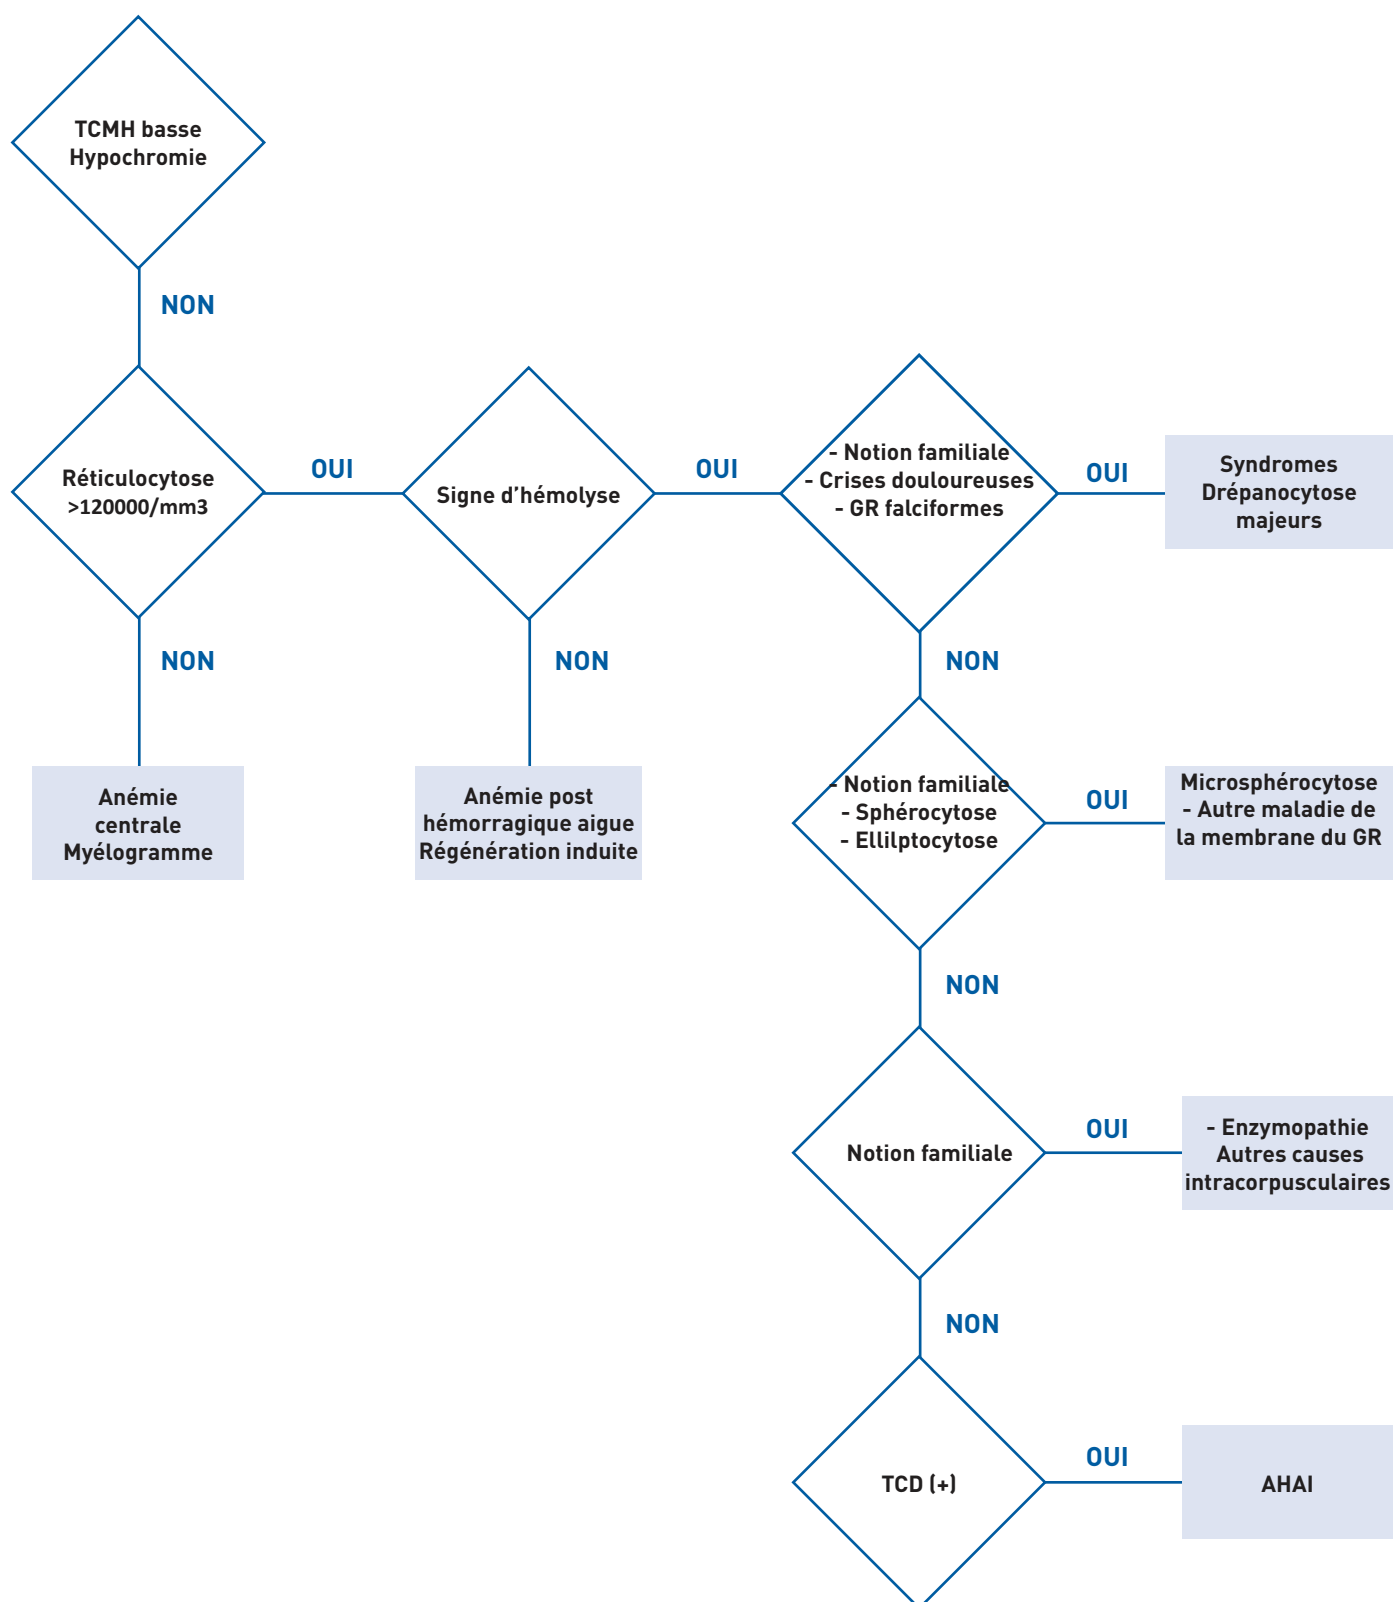 TCMH basse
Hypochromie
NON
Réticulocytose
>120000/mm3
OUI
Signe d'hémolyse
OUI
- Notion familiale
- Crises douloureuses
- GR falciformes
OUI
Syndromes
Drépanocytose
majeurs
NON
NON
NON
Anémie
centrale
Myélogramme
Anémie post
hémorragique aigue
Régénération induite
- Notion familiale
- Sphérocytose
- Ellilptocytose
OUI
Microsphérocytose
- Autre maladie de
la membrane du GR
NON
Notion familiale
OUI
- Enzymopathie
Autres causes
intracorpusculaires
NON
TCD (+)
OUI
AHAI